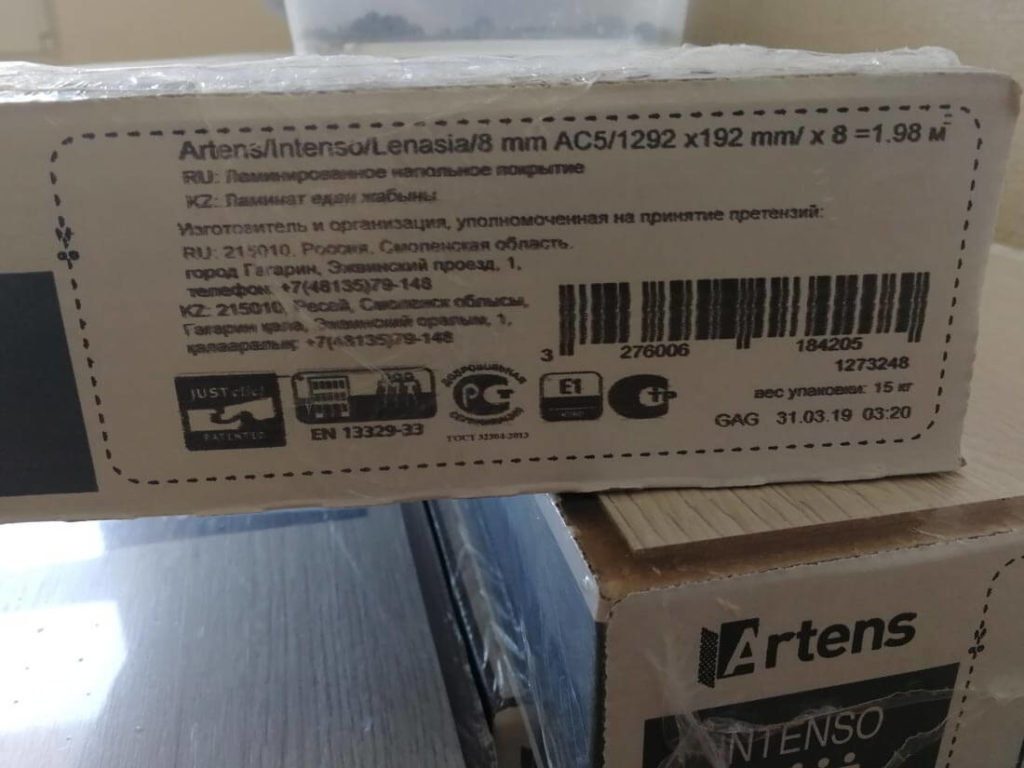 Artens/Intenso/Lenasia/8 mm AC5/1292 x192 mm/ x 8 =1.98 м²
RU: Ламинированное напольное покрытие
KZ: Ламинат еден жабыны
Изготовитель и организация, уполномоченная на принятие претензий:
RU: 215010, Россия, Смоленская область,
город Гагарин, Эжвинский проезд, 1,
телефон: +7(48135)79-148
KZ: 215010, Ресей, Смоленск облысы,
Гагарин қала, Эжвинский оралым, 1,
қалааралық: +7(48135)79-148
3 276006 184205
1273248
вес упаковки: 15 кг
GAG 31.03.19 03:20
JUST clic!
PATENTED
EN 13329-33
ДОБРОВОЛЬНАЯ
РСТ
СЕРТИФИКАЦИЯ
ГОСТ 32304-2013
E1
Artens
INTENSO